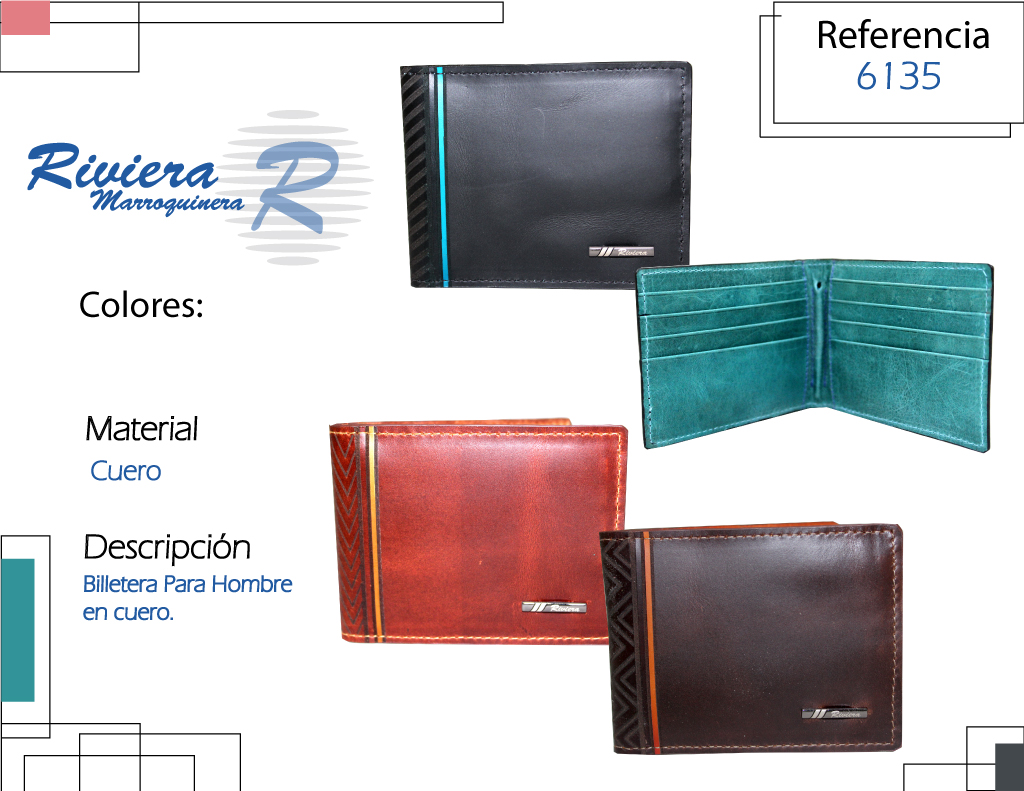 Referencia
6135
Riviera
R
Marroquinera
Colores:
Material
Cuero
Descripción
Billetera Para Hombre
en cuero.
Riviera
Riviera
Riviera